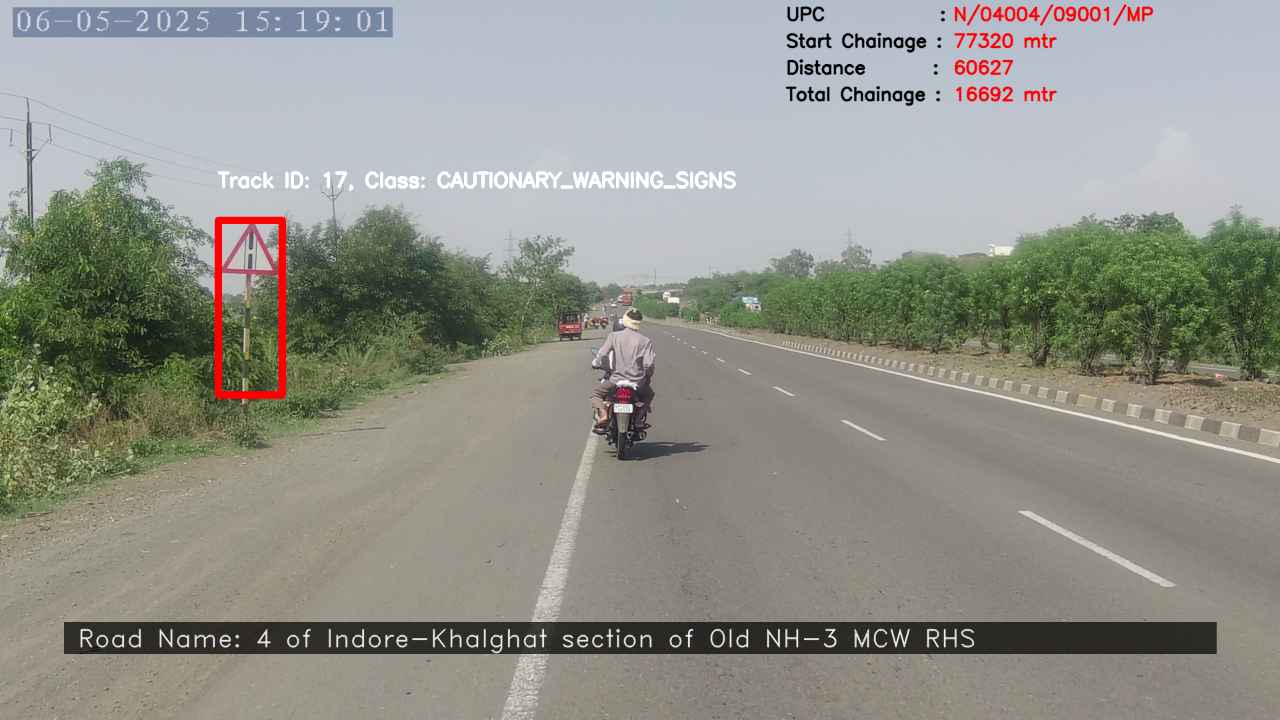 06-05-2025 15:19:01
UPC : N/04004/09001/MP
Start Chainage : 77320 mtr
Distance : 60627
Total Chainage : 16692 mtr
Track ID: 17, Class: CAUTIONARY_WARNING_SIGNS
Road Name: 4 of Indore-Khalghat section of Old NH-3 MCW RHS